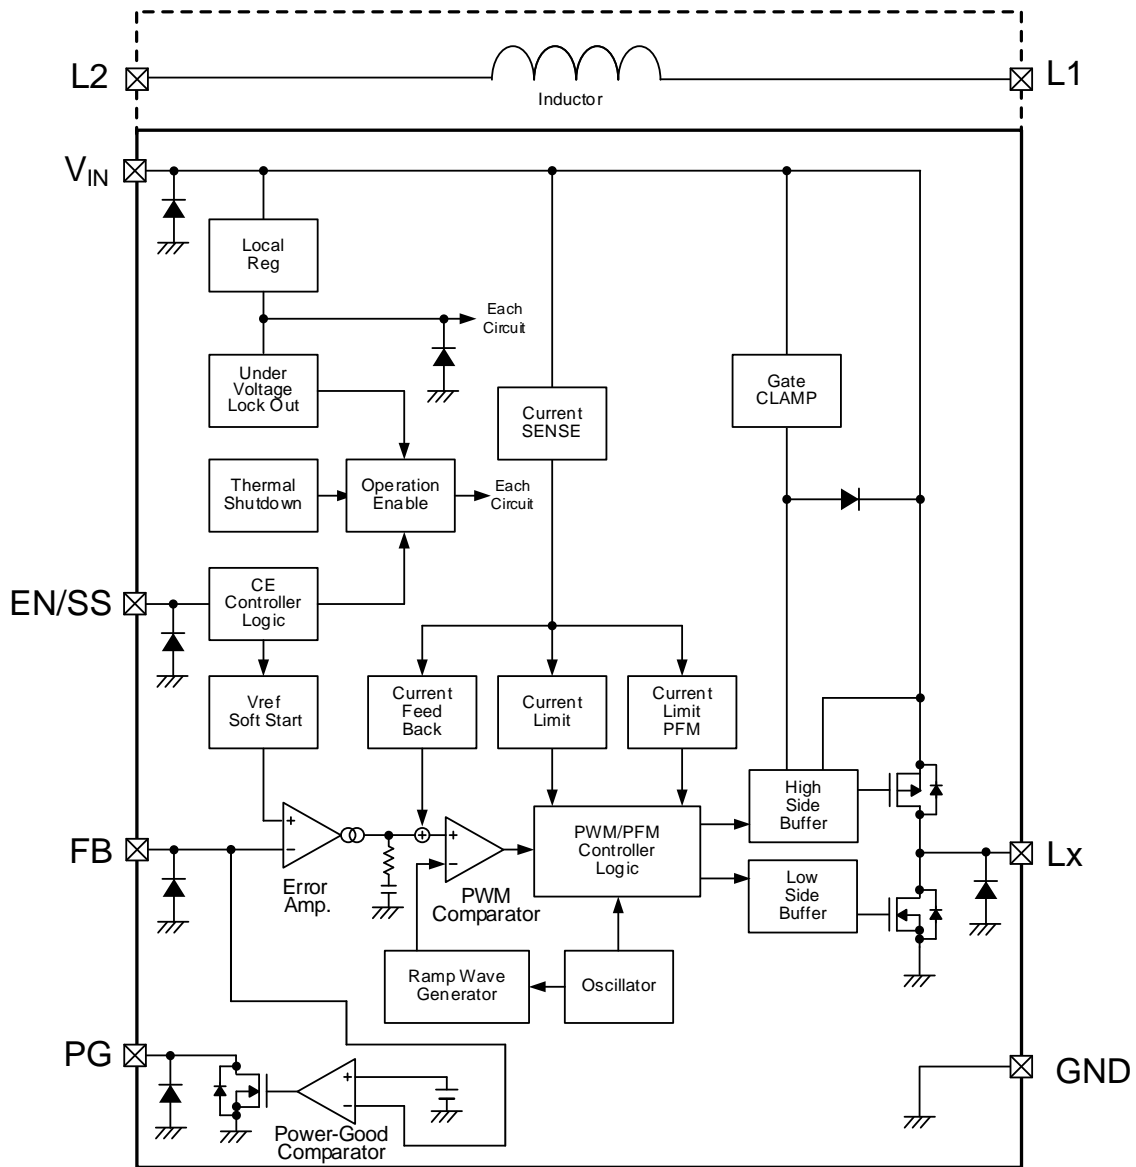 L2
L1
Inductor
VIN
Local
Reg
Each
Circuit
Under
Voltage
Lock Out
Gate
CLAMP
Current
SENSE
Thermal
Shutdown
Operation
Enable
Each
Circuit
EN/SS
CE
Controller
Logic
Vref
Soft Start
Current
Feed
Back
Current
Limit
Current
Limit
PFM
High
Side
Buffer
+
−
+
+
−
PWM/PFM
Controller
Logic
FB
Lx
Error
Amp.
PWM
Comparator
Low
Side
Buffer
Ramp Wave
Generator
Oscillator
PG
GND
+
−
Power-Good
Comparator